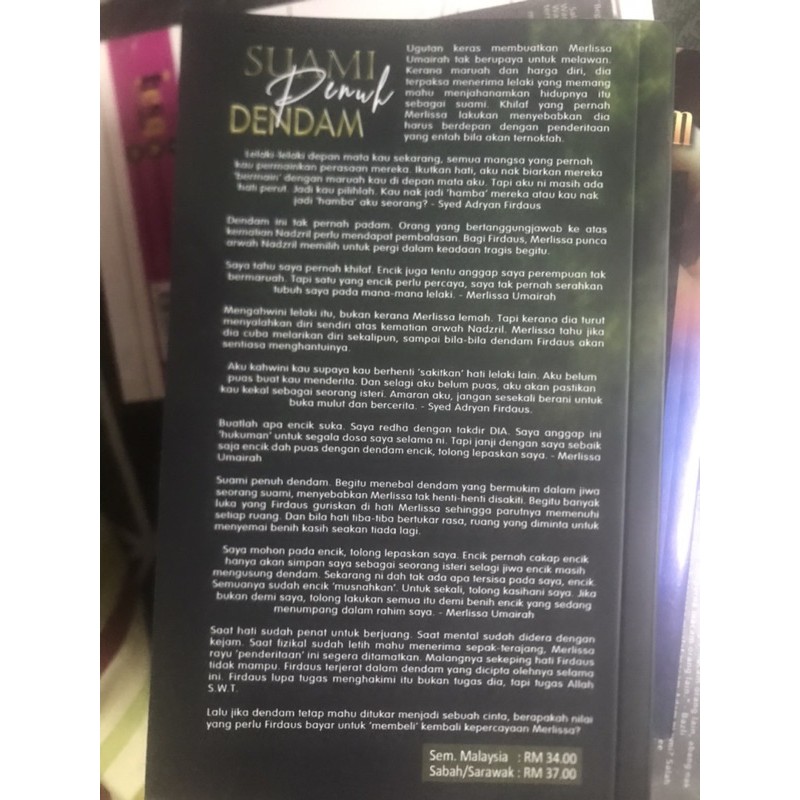 SUAMI
Penuh
DENDAM
Ugutan keras membuatkan Merlissa
Umairah tak berupaya untuk melawan.
Kerana maruah dan harga diri, dia
terpaksa menerima lelaki yang memang
mahu menjahanamkan hidupnya itu
sebagai suami. Khilaf yang pernah
Merlissa lakukan menyebabkan dia
harus berdepan dengan penderitaan
yang entah bila akan ternoktah.
Lelaki-lelaki depan mata kau sekarang, semua mangsa yang pernah
kau permainkan perasaan mereka. Ikutkan hati, aku nak biarkan mereka
'bermain' dengan maruah kau di depan mata aku. Tapi aku ni masih ada
hati perut. Jadi kau pilihlah. Kau nak jadi 'hamba' mereka atau kau nak
jadi 'hamba' aku seorang? - Syed Adryan Firdaus
Dendam ini tak pernah padam. Orang yang bertanggungjawab ke atas
kematian Nadzril perlu mendapat pembalasan. Bagi Firdaus, Merlissa punca
arwah Nadzril memilih untuk pergi dalam keadaan tragis begitu.
Saya tahu saya pernah khilaf. Encik juga tentu anggap saya perempuan tak
bermaruah. Tapi satu yang encik perlu percaya, saya tak pernah serahkan
tubuh saya pada mana-mana lelaki. - Merlissa Umairah
Mengahwini lelaki itu, bukan kerana Merlissa lemah. Tapi kerana dia turut
menyalahkan diri sendiri atas kematian arwah Nadzril. Merlissa tahu jika
dia cuba melarikan diri sekalipun, sampai bila-bila dendam Firdaus akan
sentiasa menghantuinya.
Aku kahwini kau supaya kau berhenti 'sakitkan' hati lelaki lain. Aku belum
puas buat kau menderita. Dan selagi aku belum puas, aku akan pastikan
kau kekal sebagai seorang isteri. Amaran aku, jangan sesekali berani untuk
buka mulut dan bercerita. - Syed Adryan Firdaus.
Buatlah apa encik suka. Saya redha dengan takdir DIA. Saya anggap ini
'hukuman' untuk segala dosa saya selama ni. Tapi janji dengan saya sebaik
saja encik dah puas dengan dendam encik, tolong lepaskan saya. - Merlissa
Umairah
Suami penuh dendam. Begitu menebal dendam yang bermukim dalam jiwa
seorang suami, menyebabkan Merlissa tak henti-henti disakiti. Begitu banyak
luka yang Firdaus guriskan di hati Merlissa sehingga parutnya memenuhi
setiap ruang. Dan bila hati tiba-tiba bertukar rasa, ruang yang diminta untuk
menyemai benih kasih seakan tiada lagi.
Saya mohon pada encik, tolong lepaskan saya. Encik pernah cakap encik
hanya akan simpan saya sebagai seorang isteri selagi jiwa encik masih
mengusung dendam. Sekarang ni dah tak ada apa tersisa pada saya, encik.
Semuanya sudah encik 'musnahkan'. Untuk sekali, tolong kasihani saya. Jika
bukan demi saya, tolong lakukan semua itu demi benih encik yang sedang
menumpang dalam rahim saya. - Merlissa Umairah
Saat hati sudah penat untuk berjuang. Saat mental sudah didera dengan
kejam. Saat fizikal sudah letih mahu menerima sepak-terajang, Merlissa
rayu 'penderitaan' ini segera ditamatkan. Malangnya sekeping hati Firdaus
tidak mampu. Firdaus terjerat dalam dendam yang dicipta olehnya selama
ini. Firdaus lupa tugas menghakimi itu bukan tugas dia, tapi tugas Allah
S.W.T.
Lalu jika dendam tetap mahu ditukar menjadi sebuah cinta, berapakah nilai
yang perlu Firdaus bayar untuk 'membeli' kembali kepercayaan Merlissa?
Sem. Malaysia : RM 34.00
Sabah/Sarawak : RM 37.00